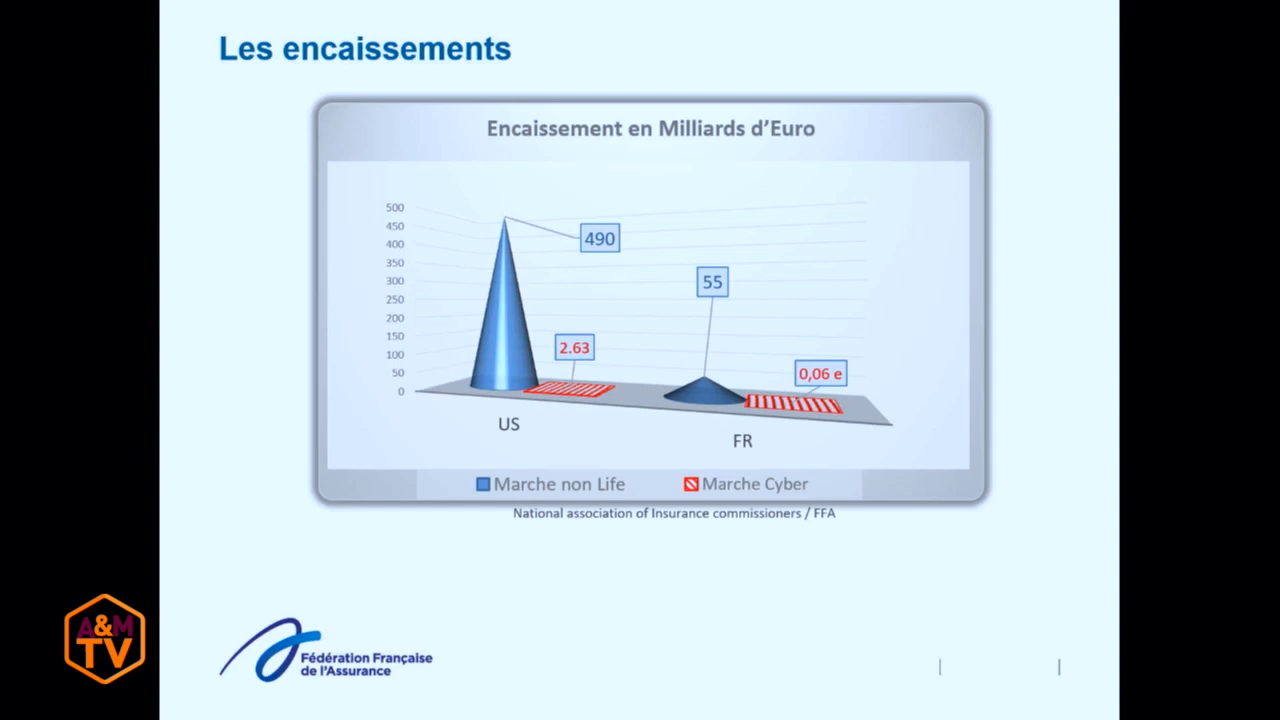 Les encaissements
Encaissement en Milliards d’Euro
500
450
400
350
300
250
200
150
100
50
0
490
2.63
55
0,06 e
US
FR
Marche non Life
Marche Cyber
National association of Insurance commissioners / FFA
A&M
TV
Fédération Française
de l’Assurance